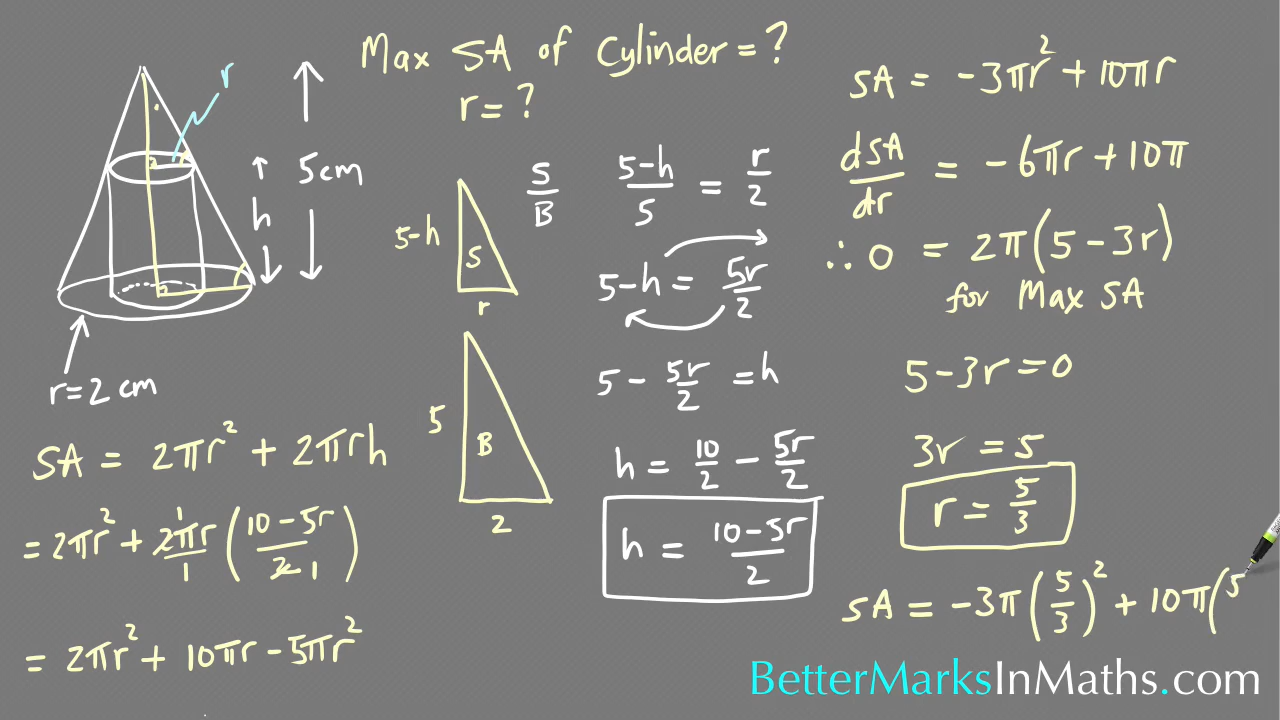 Max SA of Cylinder = ?
r = ?
r
5cm
h
r=2 cm
SA = 2πr² + 2πrh
= 2πr² + 2¹πr/1 (10-5r/2 1)
= 2πr² + 10πr - 5πr²
5-h
S
r
5
B
2
S/B
5-h/5 = r/2
5-h = 5r/2
5 - 5r/2 = h
h = 10/2 - 5r/2
h = 10-5r/2
SA = -3πr² + 10πr
dSA/dr = -6πr + 10π
∴ 0 = 2π(5-3r)
for Max SA
5-3r=0
3r = 5
r = 5/3
SA = -3π(5/3)² + 10π(5
BetterMarksInMaths.com